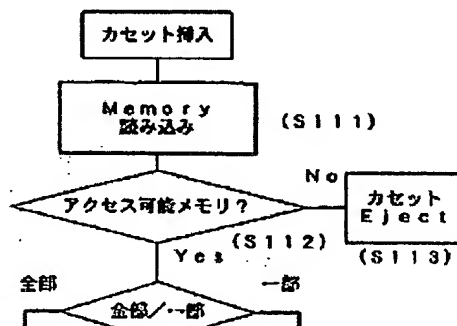 カセット挿入
Memory
読み込み
(S111)
No
アクセス可能メモリ?
カセット
Eject
Yes
(S112)
(S113)
全部
一部
全部/一部